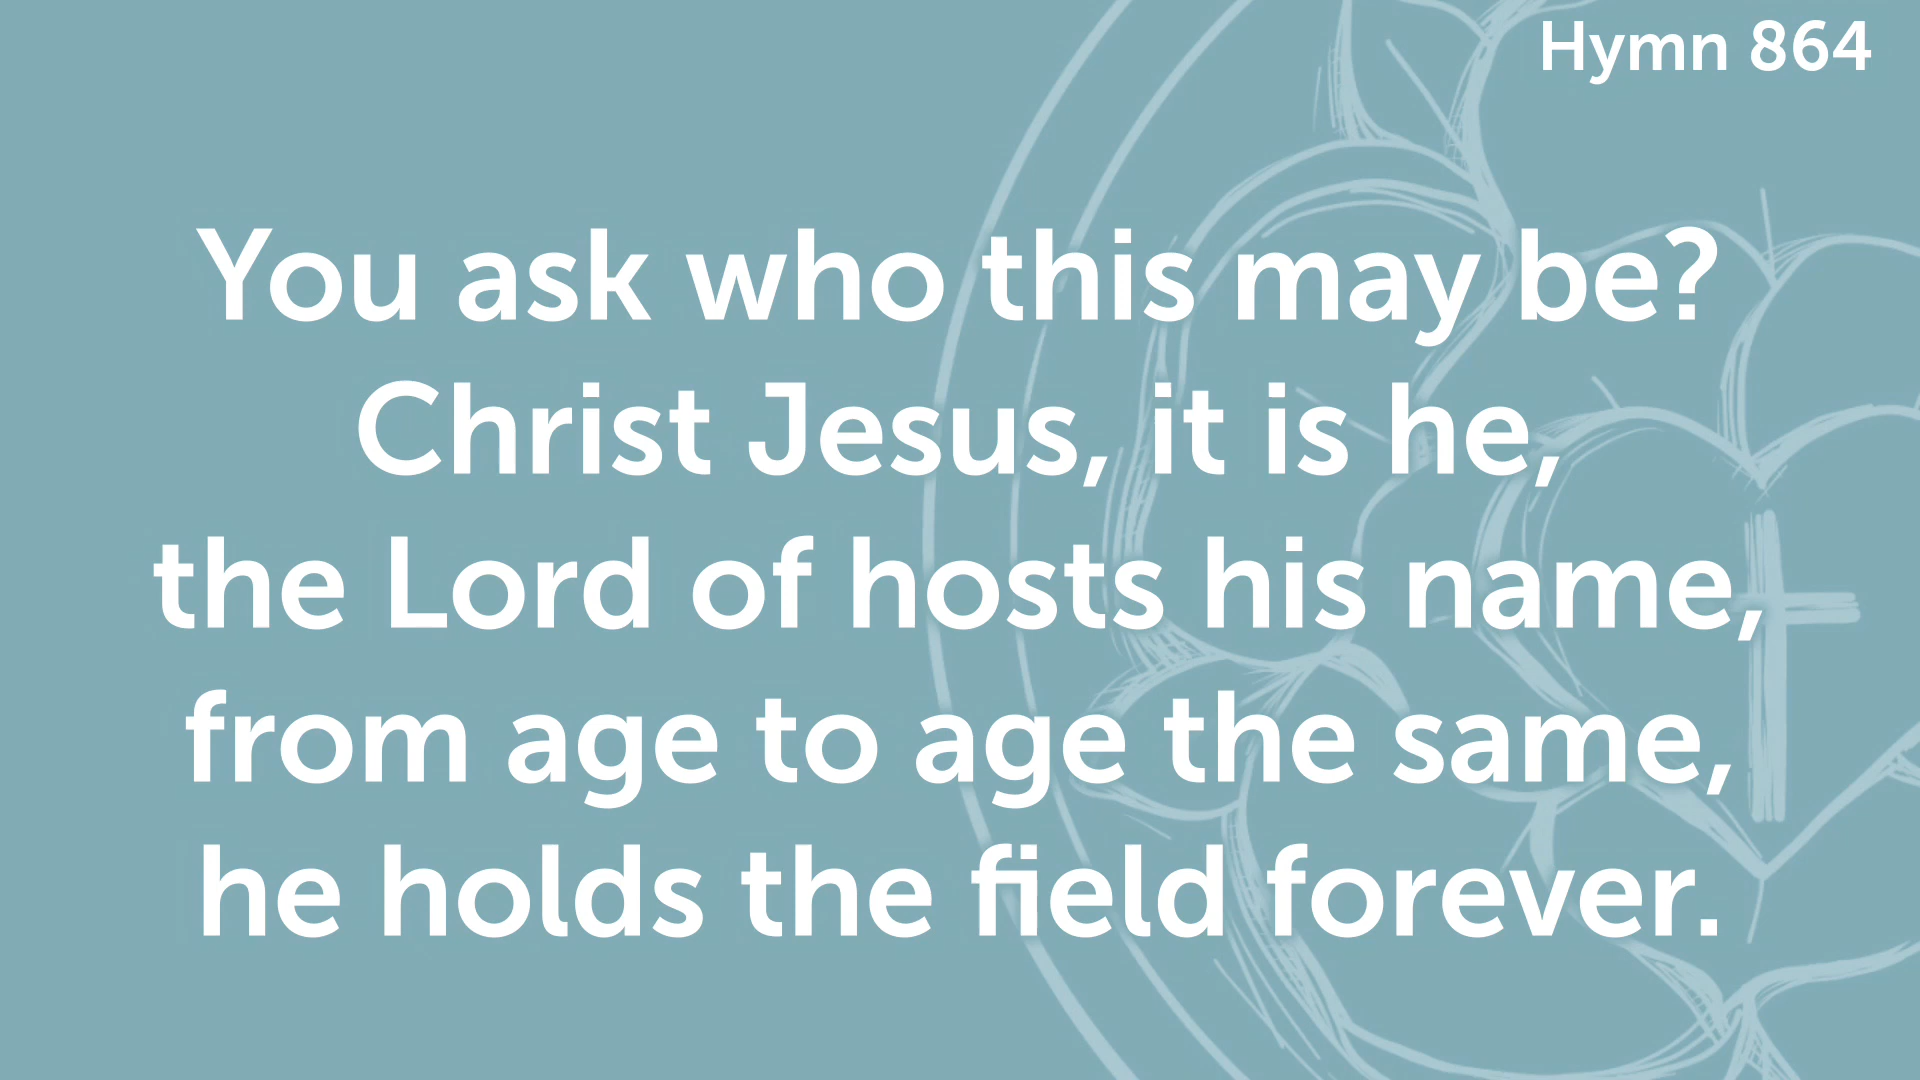 Hymn 864
You ask who this may be?
Christ Jesus, it is he,
the Lord of hosts his name,
from age to age the same,
he holds the field forever.